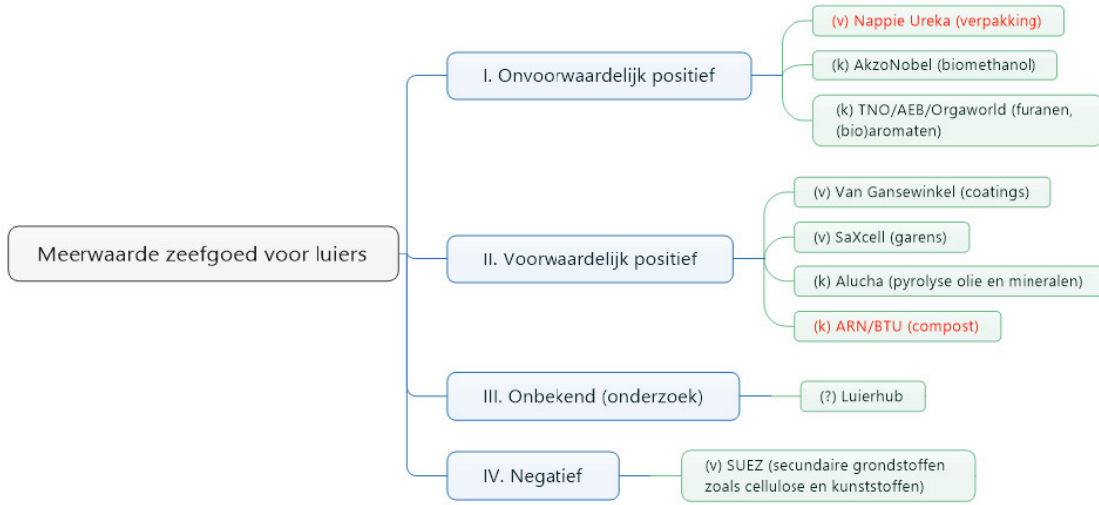 Meerwaarde zeefgoed voor luiers
I. Onvoorwaardelijk positief
(v) Nappie Ureka (verpakking)
(k) AkzoNobel (biomethanol)
(k) TNO/AEB/Orgaworld (furanen,
(bio)aromaten)
II. Voorwaardelijk positief
(v) Van Gansewinkel (coatings)
(v) SaXcell (garens)
(k) Alucha (pyrolyse olie en mineralen)
(k) ARN/BTU (compost)
III. Onbekend (onderzoek)
(?) Luierhub
IV. Negatief
(v) SUEZ (secundaire grondstoffen
zoals cellulose en kunststoffen)